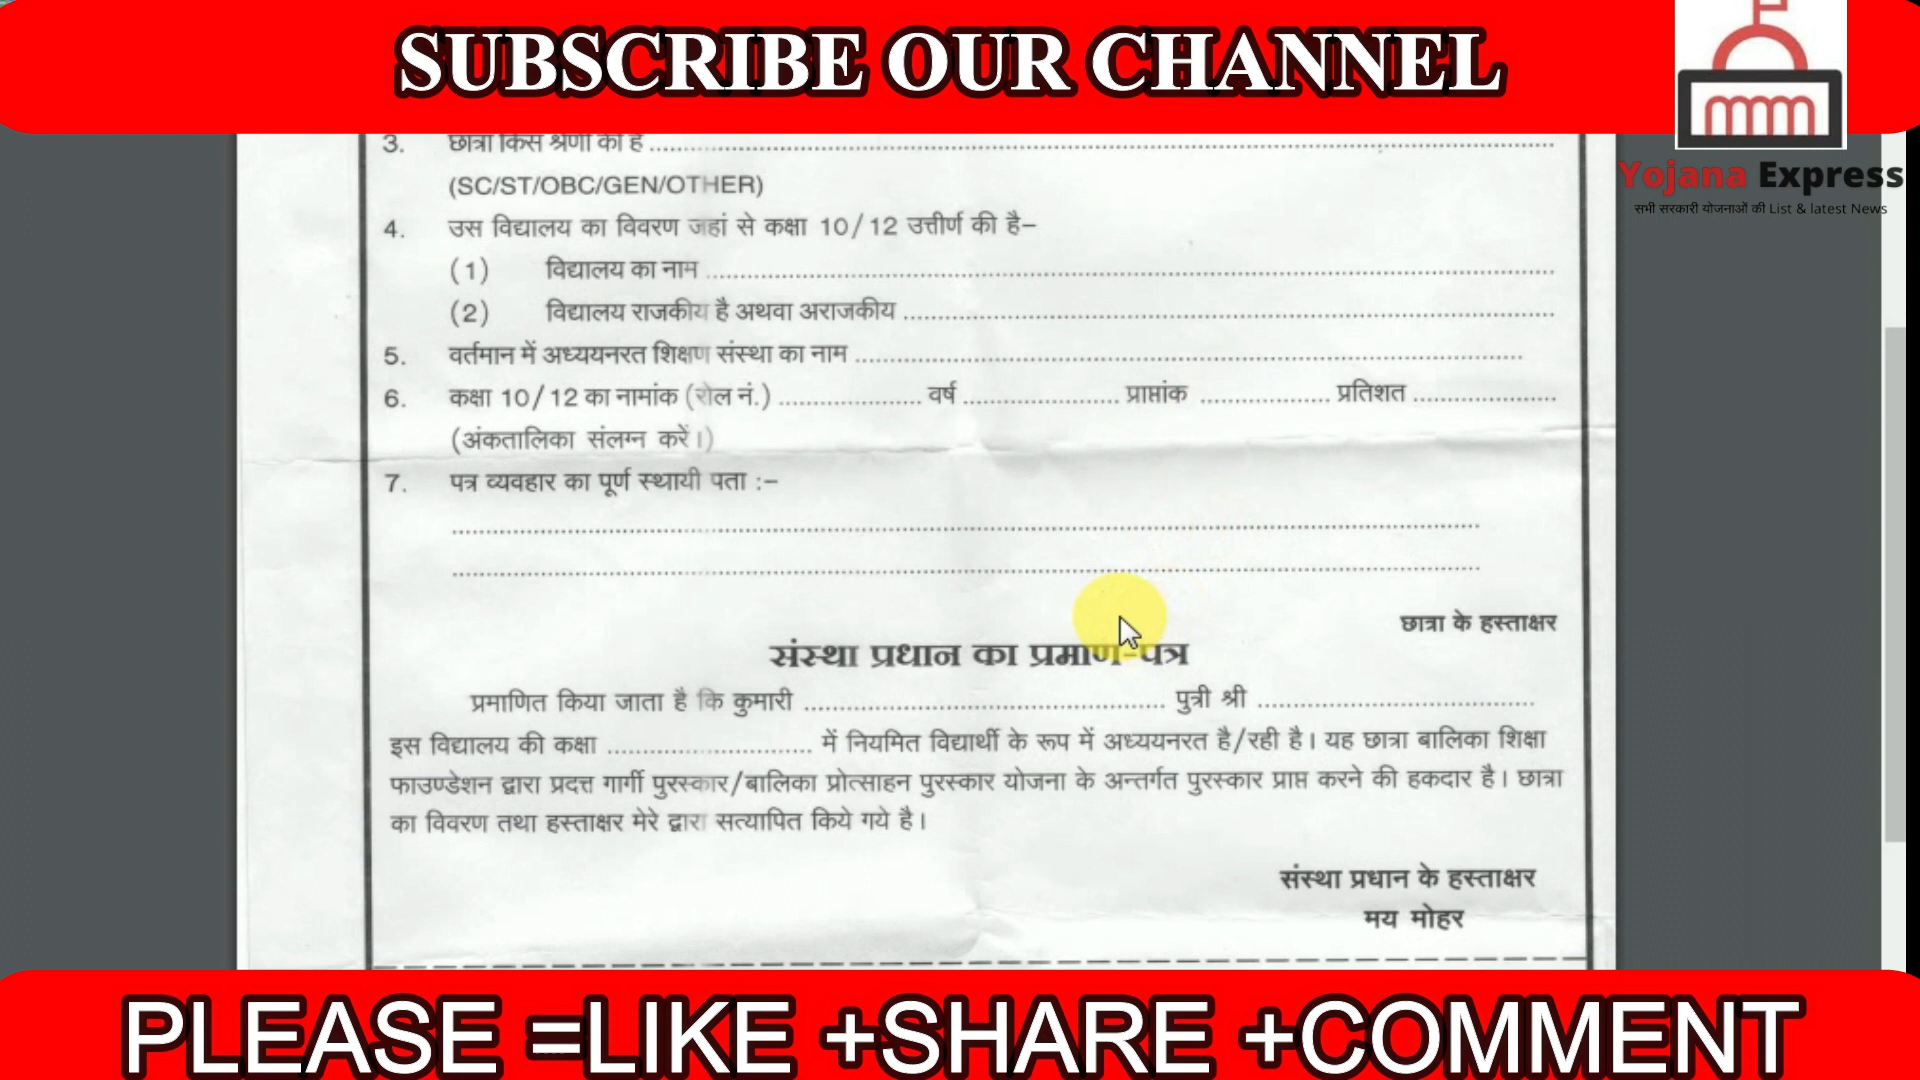 SUBSCRIBE OUR CHANNEL
Yojana Express
सभी सरकारी योजनाओं की List & latest News
3. छात्रा किस श्रेणी की है ........................
(SC/ST/OBC/GEN/OTHER)
4. उस विद्यालय का विवरण जहां से कक्षा 10/12 उत्तीर्ण की है–
(1) विद्यालय का नाम ........................
(2) विद्यालय राजकीय है अथवा अराजकीय ........................
5. वर्तमान में अध्ययनरत शिक्षण संस्था का नाम ........................
6. कक्षा 10/12 का नामांक (रोल नं.) .................... वर्ष .................... प्राप्तांक .................... प्रतिशत ....................
(अंकतालिका संलग्न करें।)
7. पत्र व्यवहार का पूर्ण स्थायी पता :–
........................
........................
छात्रा के हस्ताक्षर
संस्था प्रधान का प्रमाण-पत्र
प्रमाणित किया जाता है कि कुमारी ........................ पुत्री श्री ........................
इस विद्यालय की कक्षा ........................ में नियमित विद्यार्थी के रूप में अध्ययनरत है/रही है। यह छात्रा बालिका शिक्षा
फाउण्डेशन द्वारा प्रदत्त गार्गी पुरस्कार/बालिका प्रोत्साहन पुरस्कार योजना के अन्तर्गत पुरस्कार प्राप्त करने की हकदार है। छात्रा
का विवरण तथा हस्ताक्षर मेरे द्वारा सत्यापित किये गये है।
संस्था प्रधान के हस्ताक्षर
मय मोहर
PLEASE =LIKE +SHARE +COMMENT